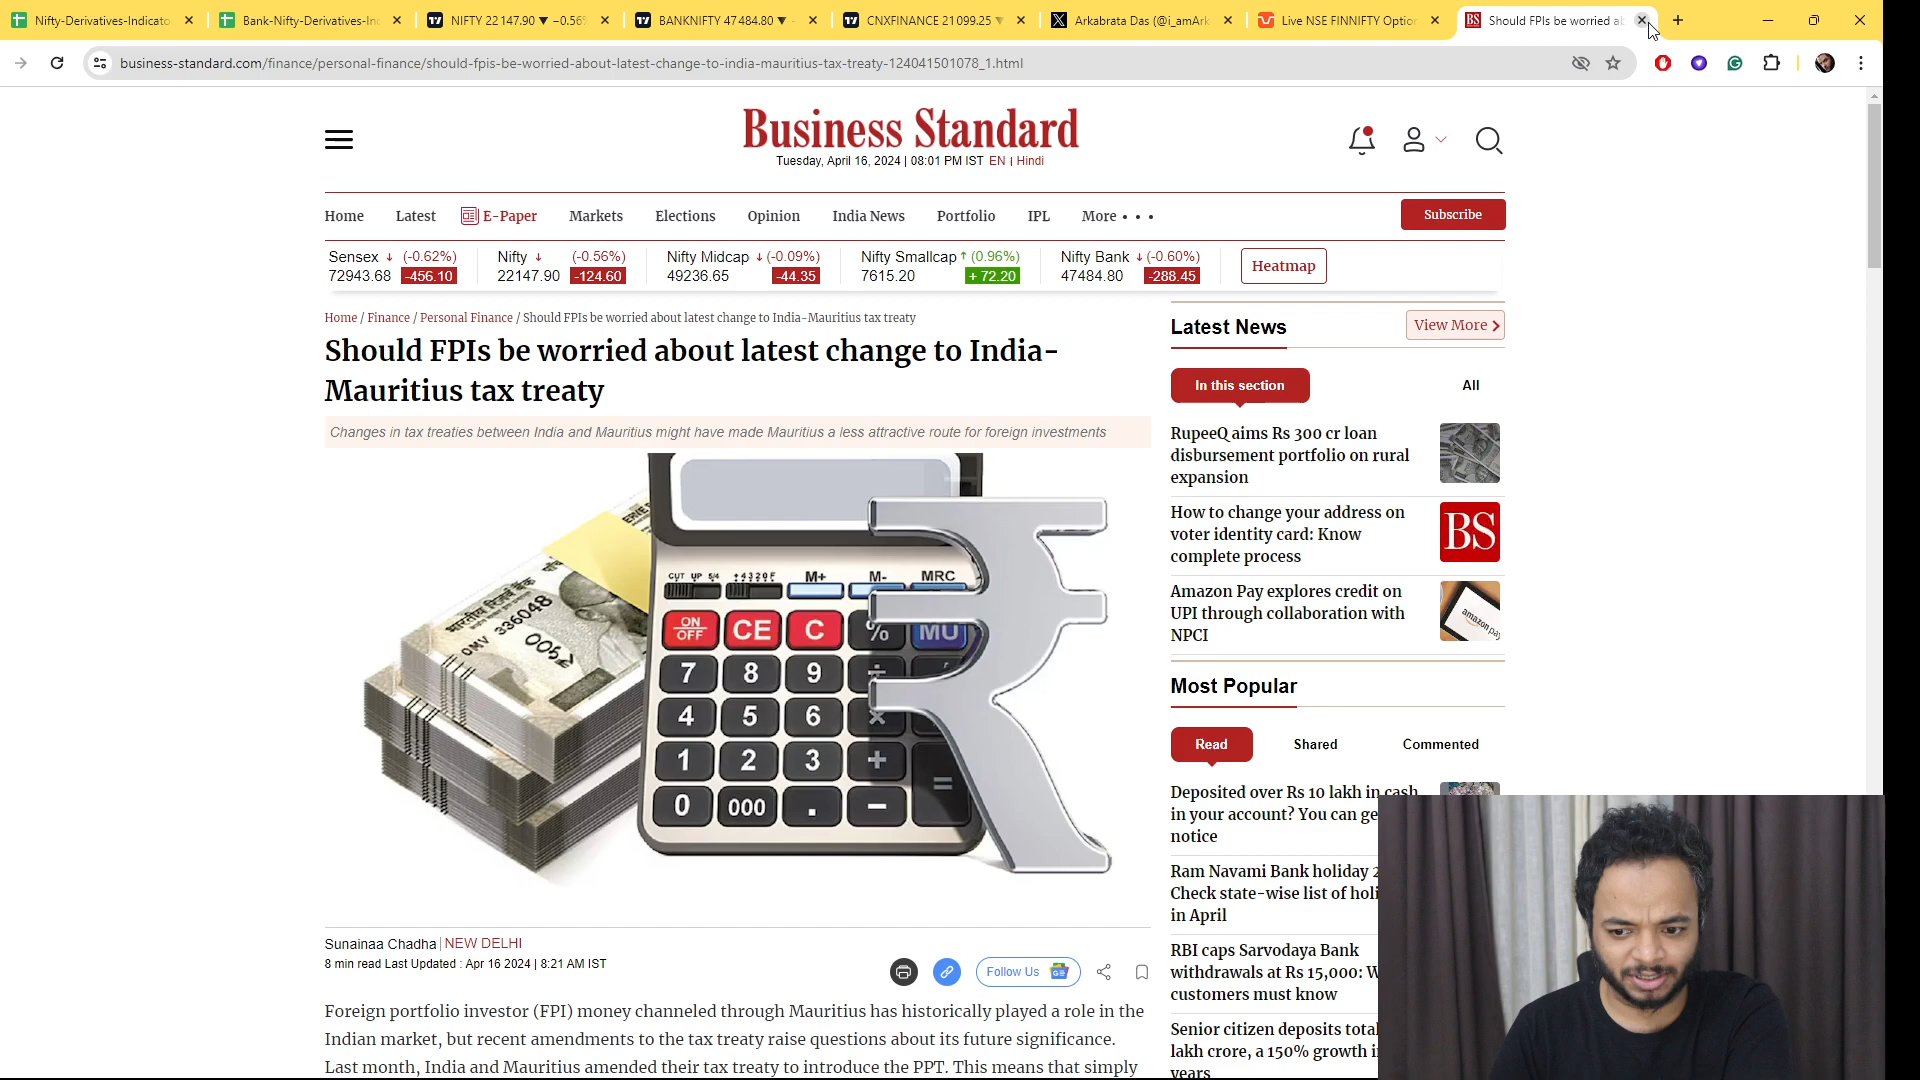 Nifty-Derivatives-Indicato
Bank-Nifty-Derivatives-Ind
NIFTY 22147.90 ▼ −0.56
BANKNIFTY 47484.80 ▼ -
CNXFINANCE 21099.25 ▼
Arkabrata Das (@i_amArk
Live NSE FINNIFTY Option
BS Should FPIs be worried ab
business-standard.com/finance/personal-finance/should-fpis-be-worried-about-latest-change-to-india-mauritius-tax-treaty-124041501078_1.html
Business Standard
Tuesday, April 16, 2024 | 08:01 PM IST EN | Hindi
Home Latest E-Paper Markets Elections Opinion India News Portfolio IPL More • • •
Subscribe
Sensex ↓ (-0.62%)
72943.68 -456.10
Nifty ↓ (-0.56%)
22147.90 -124.60
Nifty Midcap ↓ (-0.09%)
49236.65 -44.35
Nifty Smallcap ↑ (0.96%)
7615.20 + 72.20
Nifty Bank ↓ (-0.60%)
47484.80 -288.45
Heatmap
Home / Finance / Personal Finance / Should FPIs be worried about latest change to India-Mauritius tax treaty
Should FPIs be worried about latest change to India-
Mauritius tax treaty
Changes in tax treaties between India and Mauritius might have made Mauritius a less attractive route for foreign investments
CUT UP 5/4
M+ M- MRC
ON/OFF CE C % MU
7 8 9 ÷
4 5 6 ×
1 2 3 +
0 000 . − =
336048
500
Sunainaa Chadha | NEW DELHI
8 min read Last Updated : Apr 16 2024 | 8:21 AM IST
Follow Us
Foreign portfolio investor (FPI) money channeled through Mauritius has historically played a role in the
Indian market, but recent amendments to the tax treaty raise questions about its future significance.
Last month, India and Mauritius amended their tax treaty to introduce the PPT. This means that simply
Latest News
View More
In this section
All
RupeeQ aims Rs 300 cr loan
disbursement portfolio on rural
expansion
How to change your address on
voter identity card: Know
complete process
BS
Amazon Pay explores credit on
UPI through collaboration with
NPCI
amazon pay
Most Popular
Read Shared Commented
Deposited over Rs 10 lakh in cash
in your account? You can ge
notice
Ram Navami Bank holiday 2
Check state-wise list of holi
in April
RBI caps Sarvodaya Bank
withdrawals at Rs 15,000: W
customers must know
Senior citizen deposits total
lakh crore, a 150% growth i
years